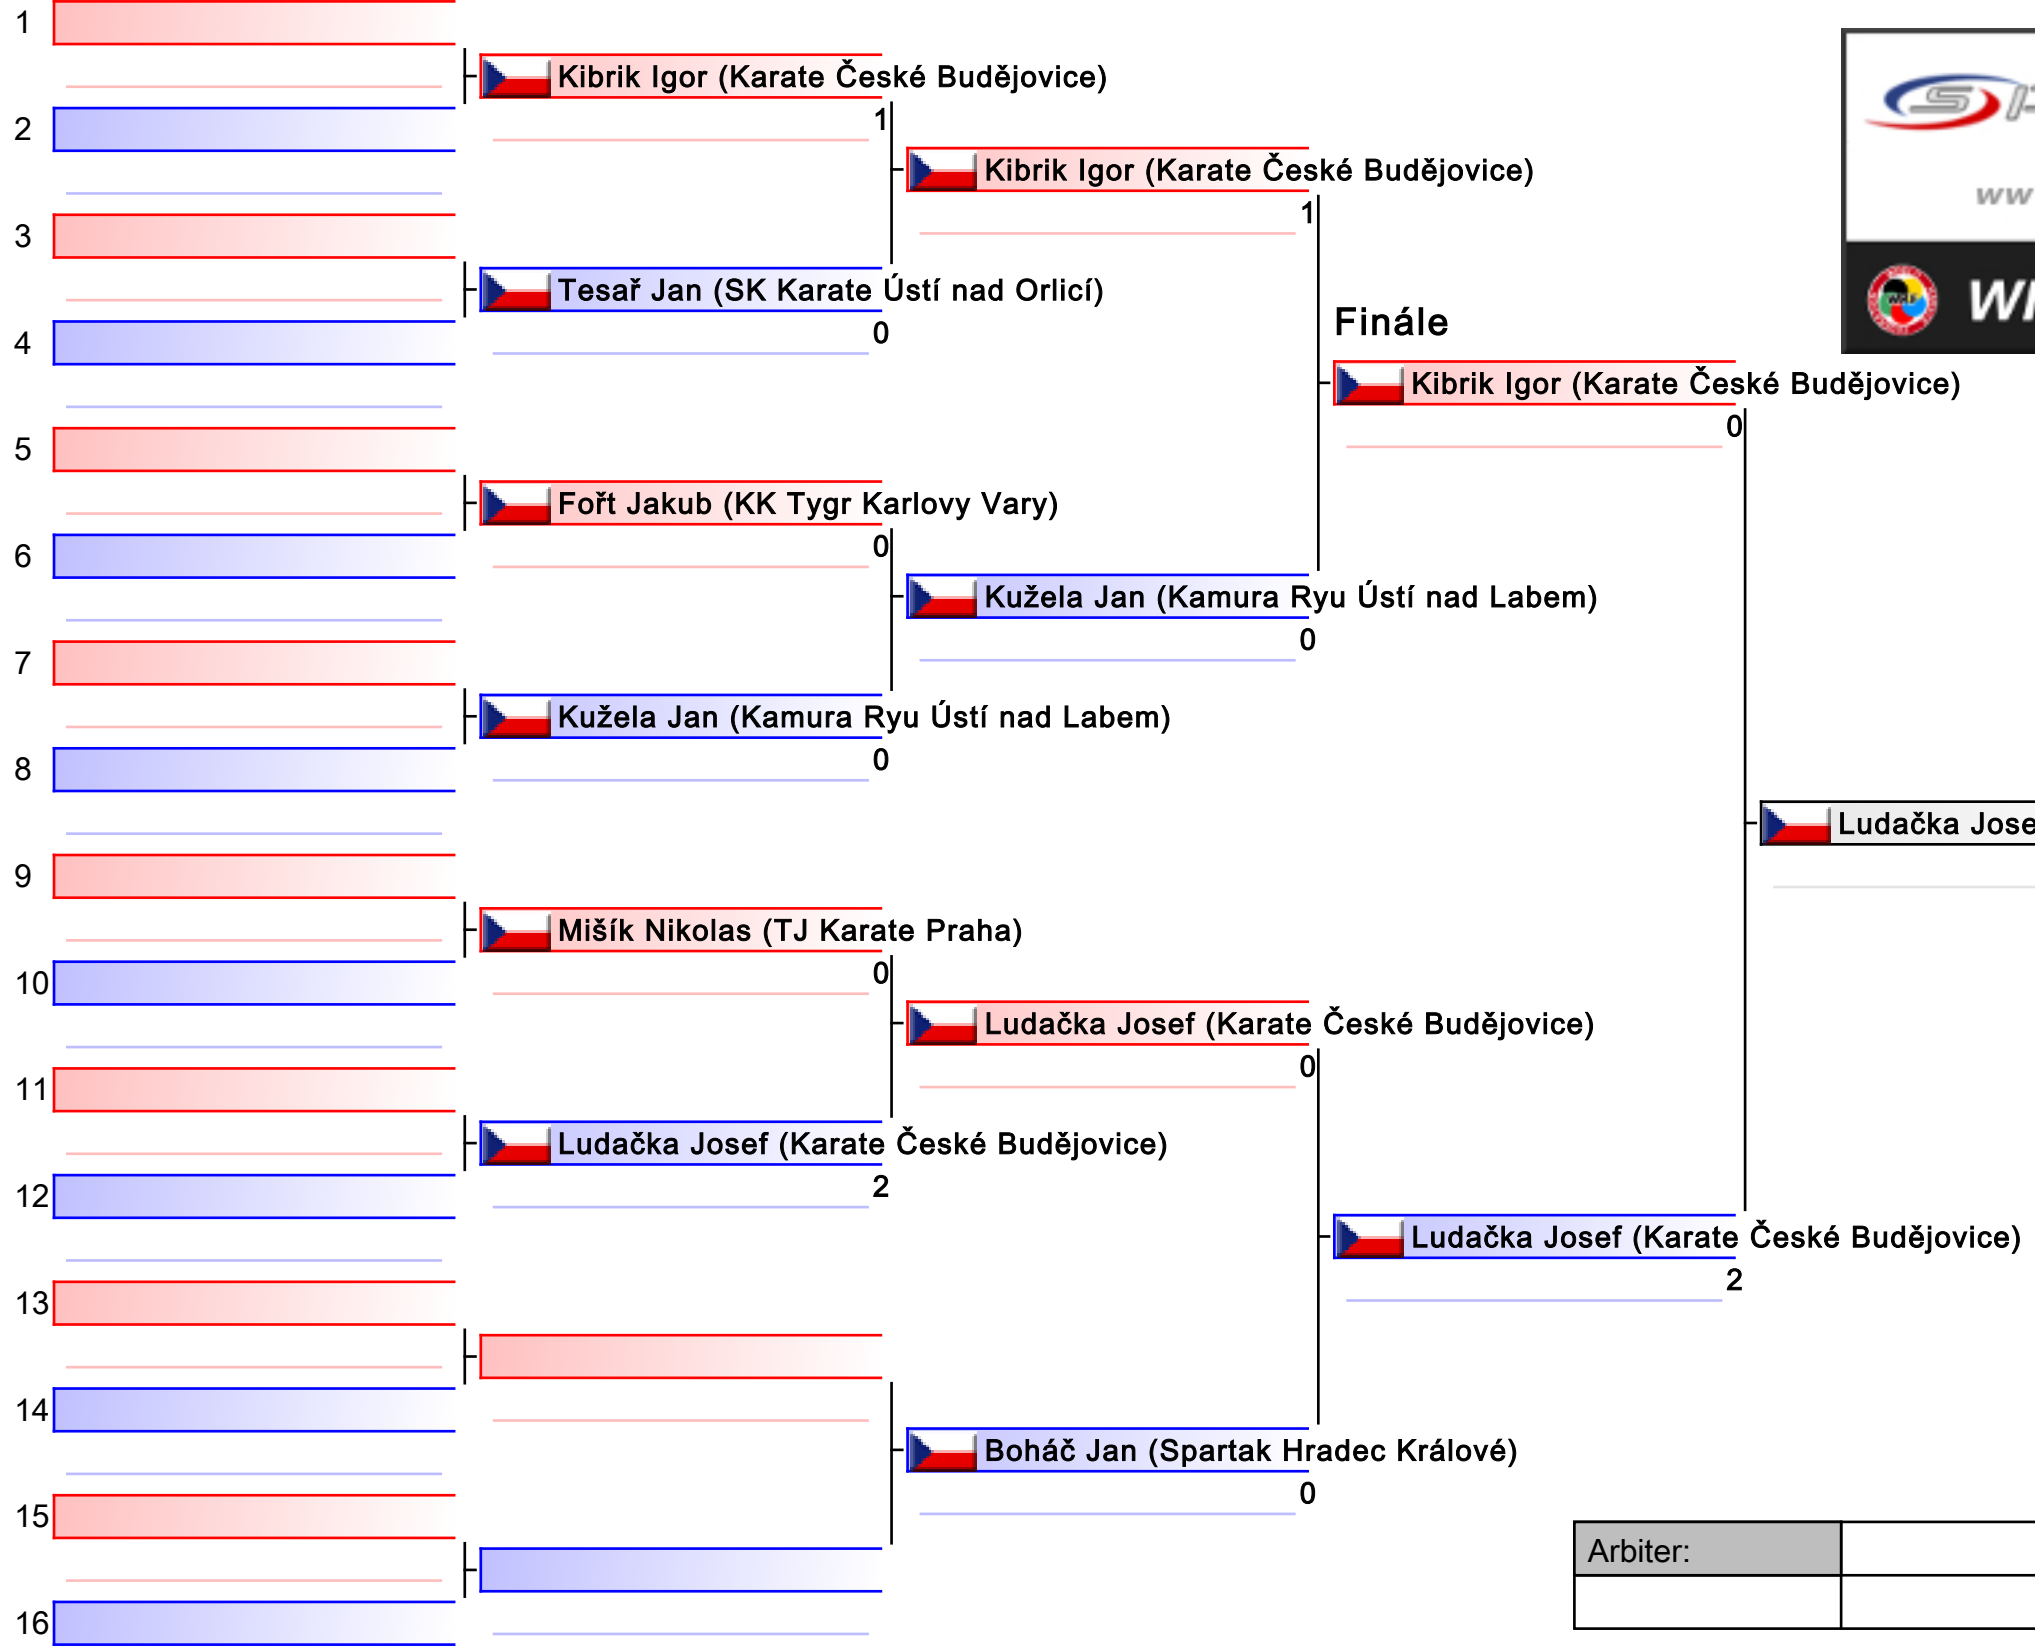 1
Kibrik Igor (Karate České Budějovice)
1
2
Kibrik Igor (Karate České Budějovice)
1
3
Tesař Jan (SK Karate Ústí nad Orlicí)
0
4
Finále
Kibrik Igor (Karate České Budějovice)
0
5
Fořt Jakub (KK Tygr Karlovy Vary)
0
6
Kužela Jan (Kamura Ryu Ústí nad Labem)
0
7
Kužela Jan (Kamura Ryu Ústí nad Labem)
0
8
Ludačka Jose
9
Mišík Nikolas (TJ Karate Praha)
0
10
Ludačka Josef (Karate České Budějovice)
0
11
Ludačka Josef (Karate České Budějovice)
2
12
Ludačka Josef (Karate České Budějovice)
2
13
14
Boháč Jan (Spartak Hradec Králové)
0
15
Arbiter:
16